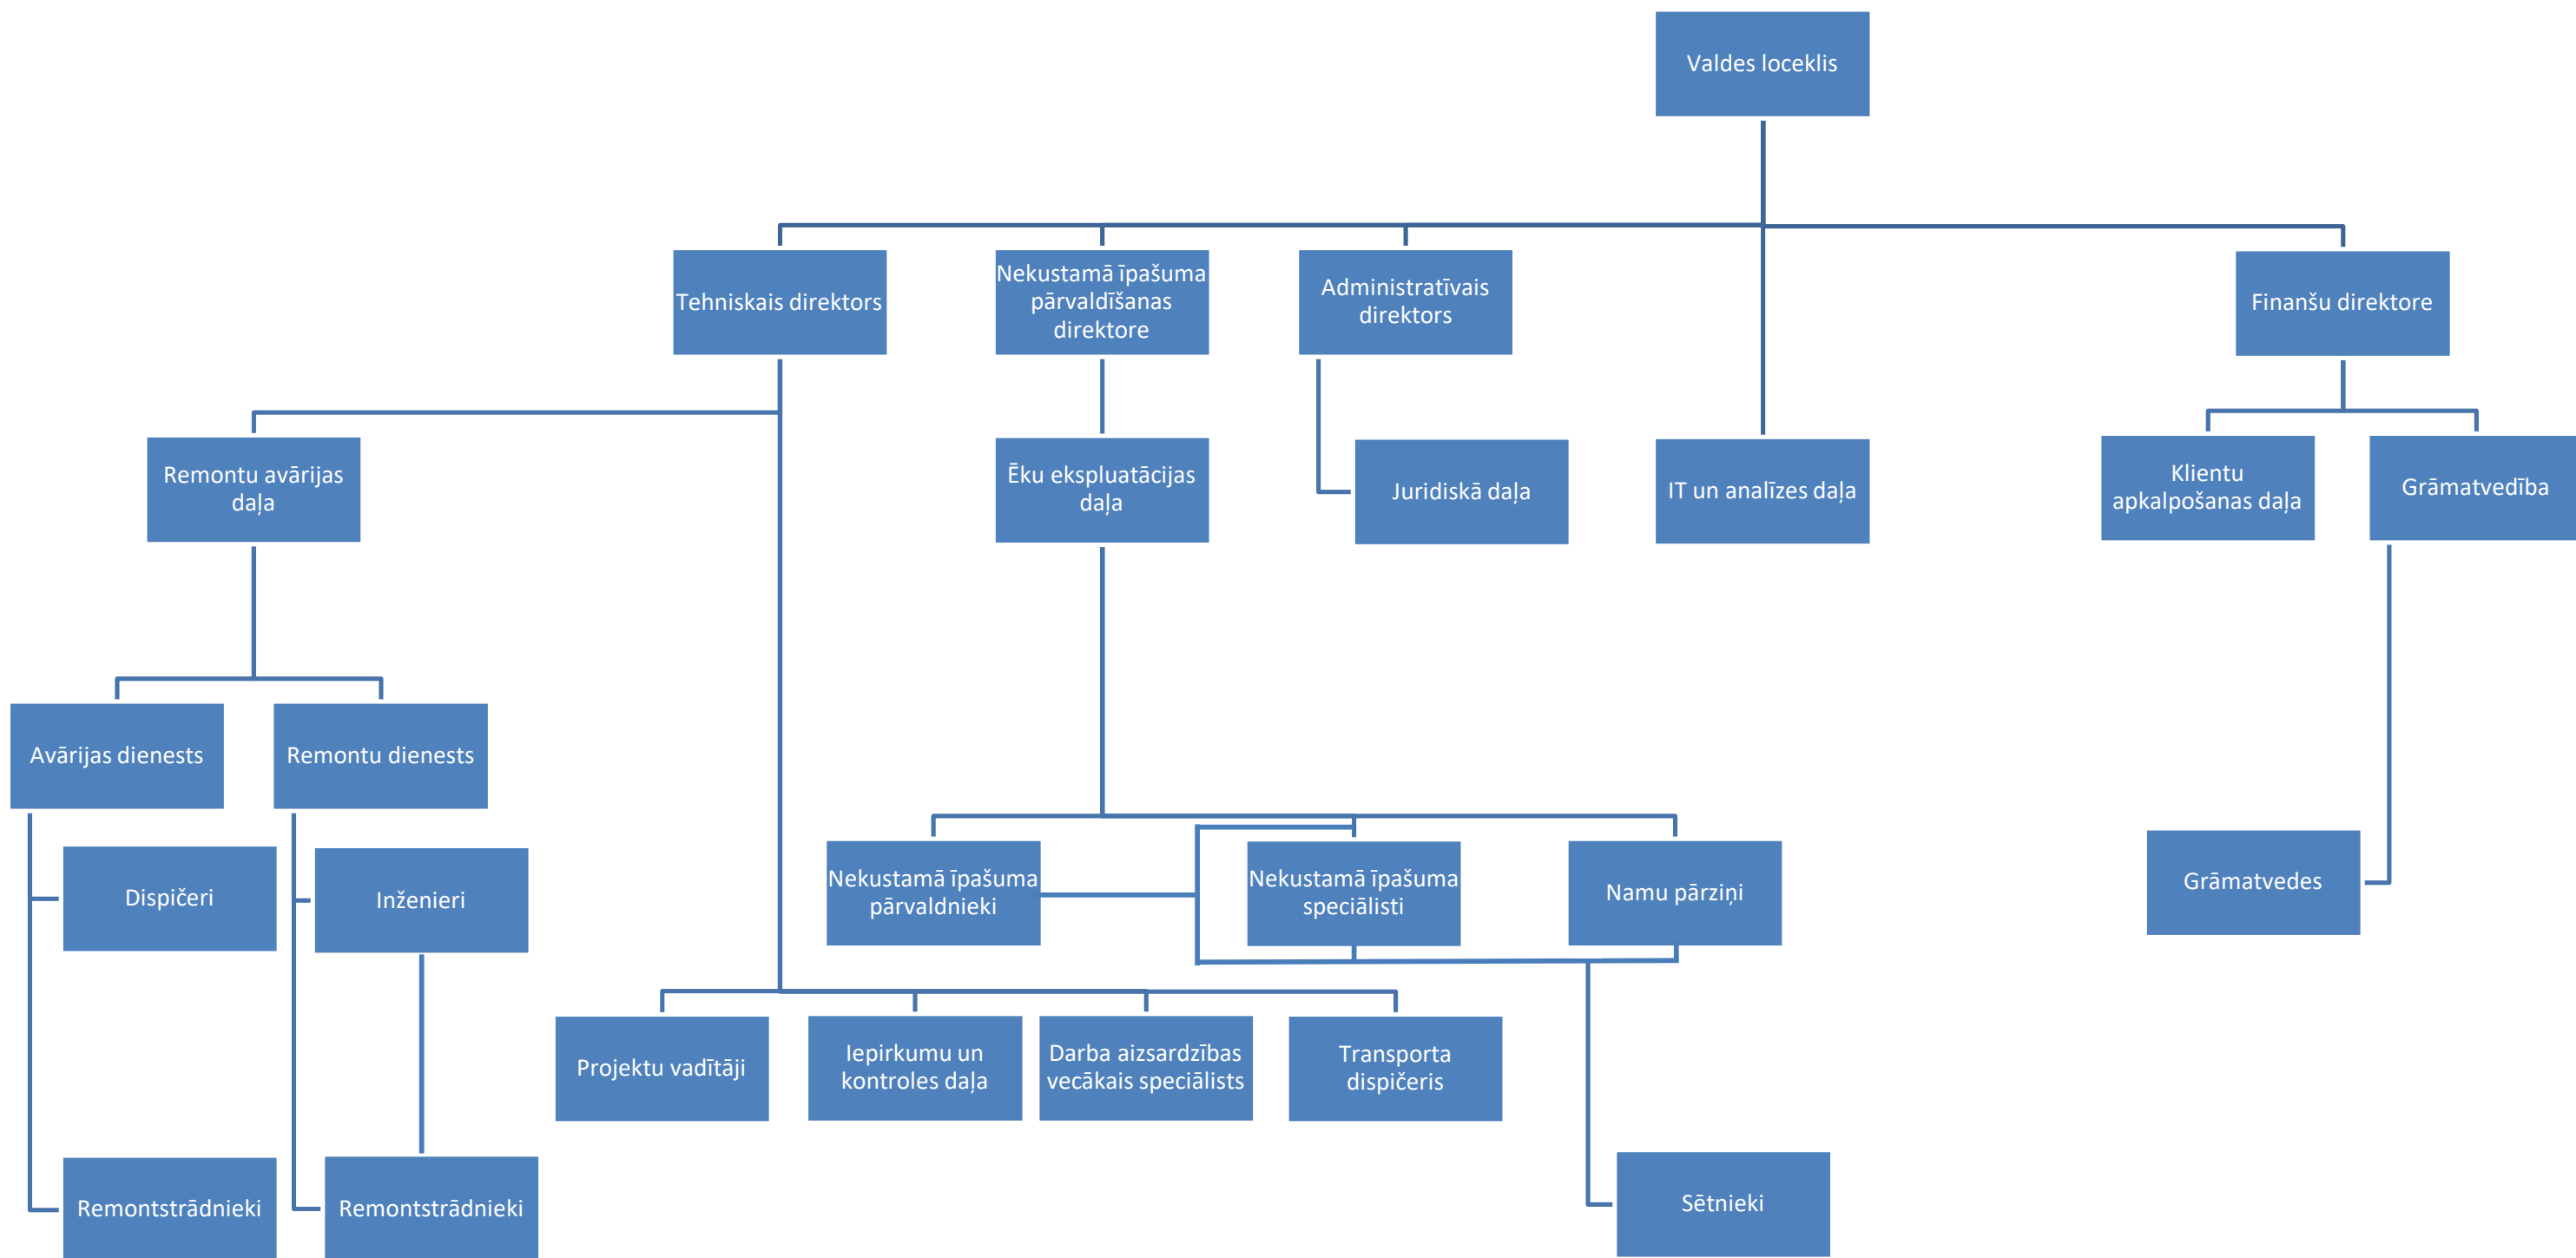 Valdes loceklis
Tehniskais direktors
Nekustamā īpašuma
pārvaldīšanas
direktore
Administratīvais
direktors
Finanšu direktore
Remontu avārijas
daļa
Ēku ekspluatācijas
daļa
Juridiskā daļa
IT un analīzes daļa
Klientu
apkalpošanas daļa
Grāmatvedība
Avārijas dienests
Remontu dienests
Dispičeri
Inženieri
Nekustamā īpašuma
pārvaldnieki
Nekustamā īpašuma
speciālisti
Namu pārziņi
Grāmatvedes
Projektu vadītāji
Iepirkumu un
kontroles daļa
Darba aizsardzības
vecākais speciālists
Transporta
dispičeris
Remontstrādnieki
Remontstrādnieki
Sētnieki